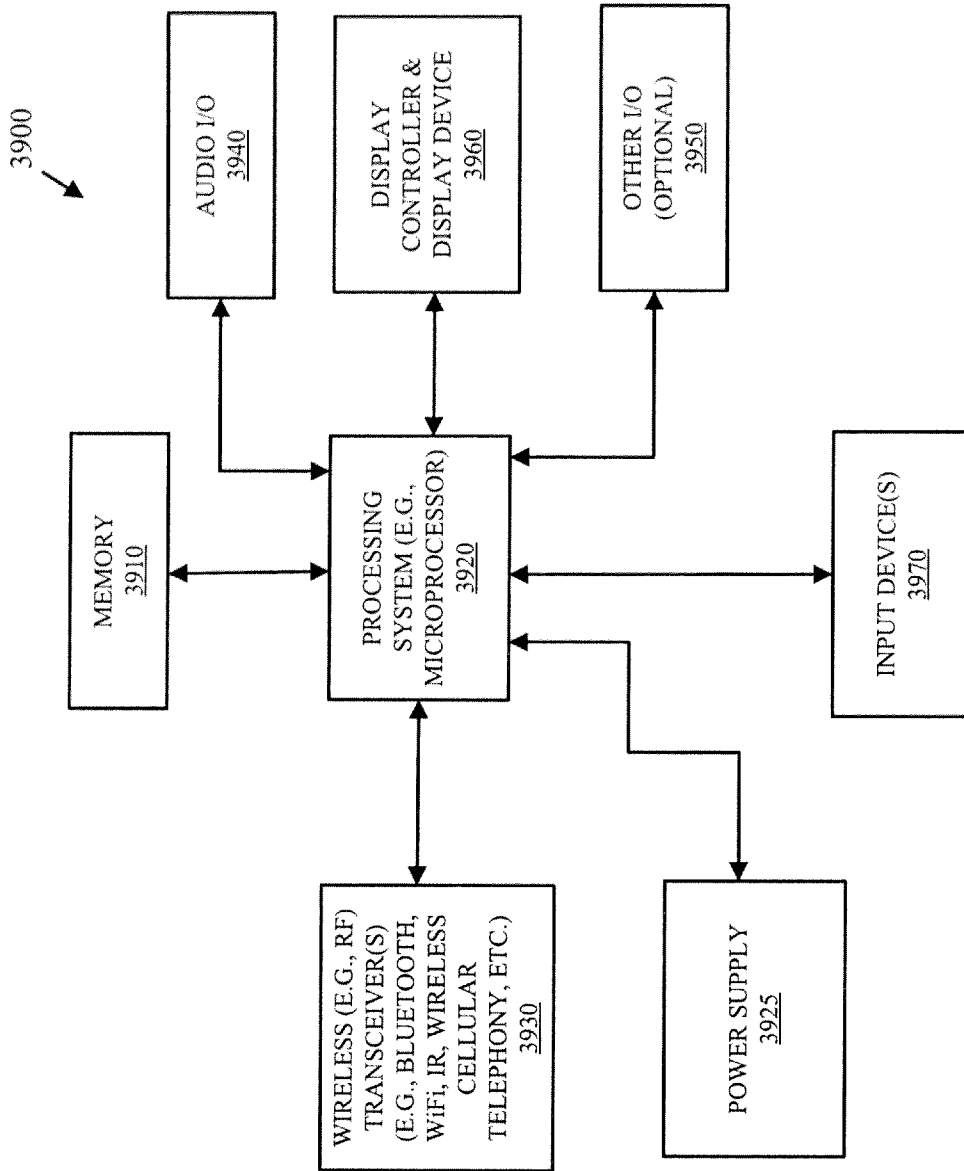 3900
MEMORY
3910
AUDIO I/O
3940
PROCESSING
SYSTEM (E.G.,
MICROPROCESSOR)
3920
DISPLAY
CONTROLLER &
DISPLAY DEVICE
3960
OTHER I/O
(OPTIONAL)
3950
WIRELESS (E.G., RF)
TRANSCEIVER(S)
(E.G., BLUETOOTH,
WiFi, IR, WIRELESS
CELLULAR
TELEPHONY, ETC.)
3930
POWER SUPPLY
3925
INPUT DEVICE(S)
3970